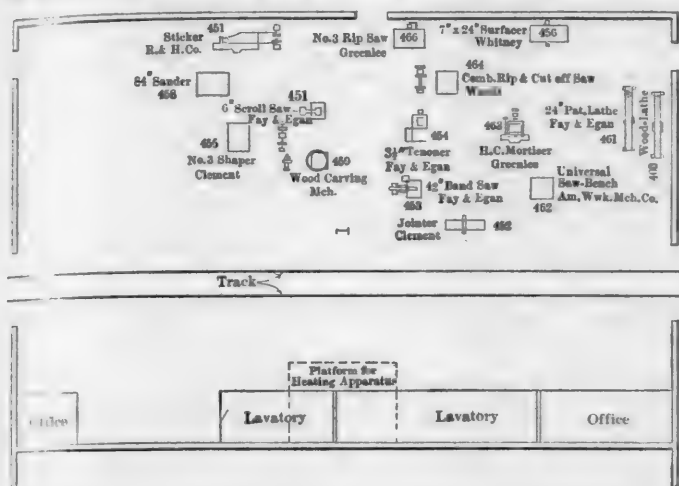 451
Sticker
R. & H. Co.
No.3 Rip Saw
Greenlee
466
7"x 24" Surfacer
Whitney
456
84" Sander
458
464
Comb. Rip & Cut off Saw
6" Scroll Saw
Fay & Egan
451
455
No.3 Shaper
Clement
459
Wood Carving
Mch.
454
Tenoner
Fay & Egan
463
H.C. Mortiser
Greenlee
24" Pat. Lathe
Fay & Egan
461
Wood-Lathe
42" Band Saw
Fay & Egan
453
Universal
Saw-Bench
Am. Wwk. Mch. Co.
462
Jointer
Clement
452
Track
Platform for
Heating Apparatus
Office
Lavatory
Lavatory
Office